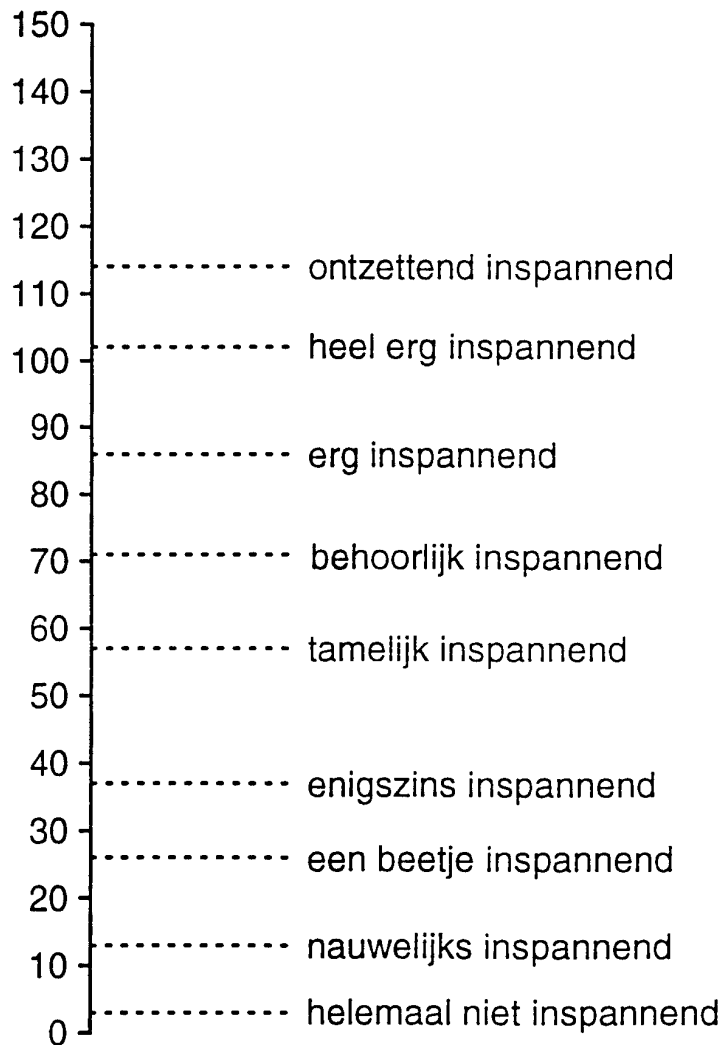 150
140
130
120
ontzettend inspannend
110
heel erg inspannend
100
90
erg inspannend
80
behoorlijk inspannend
70
60
tamelijk inspannend
50
40
enigszins inspannend
30
een beetje inspannend
20
nauwelijks inspannend
10
helemaal niet inspannend
0